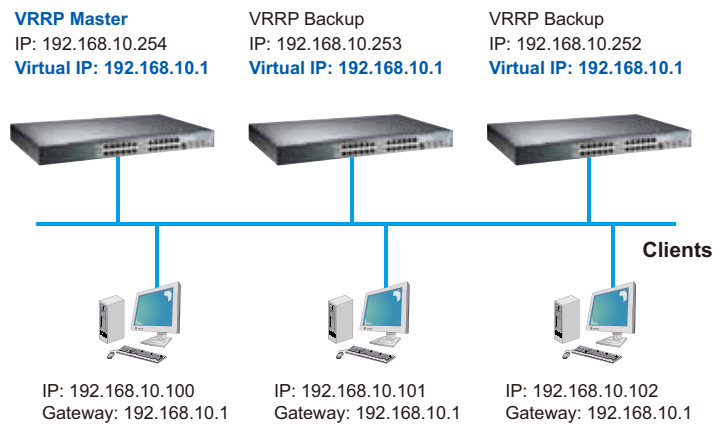 VRRP Master
IP: 192.168.10.254
Virtual IP: 192.168.10.1
VRRP Backup
IP: 192.168.10.253
Virtual IP: 192.168.10.1
VRRP Backup
IP: 192.168.10.252
Virtual IP: 192.168.10.1
Clients
IP: 192.168.10.100
Gateway: 192.168.10.1
IP: 192.168.10.101
Gateway: 192.168.10.1
IP: 192.168.10.102
Gateway: 192.168.10.1